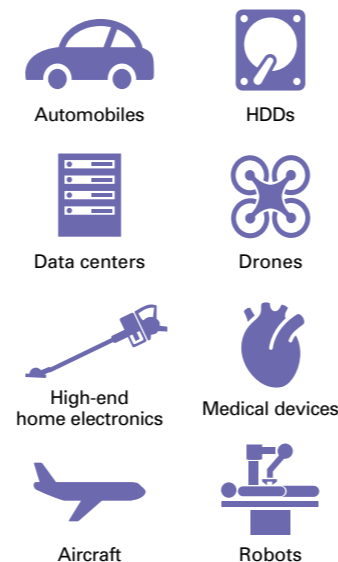 Automobiles
HDDs
Data centers
Drones
High-end
home electronics
Medical devices
Aircraft
Robots